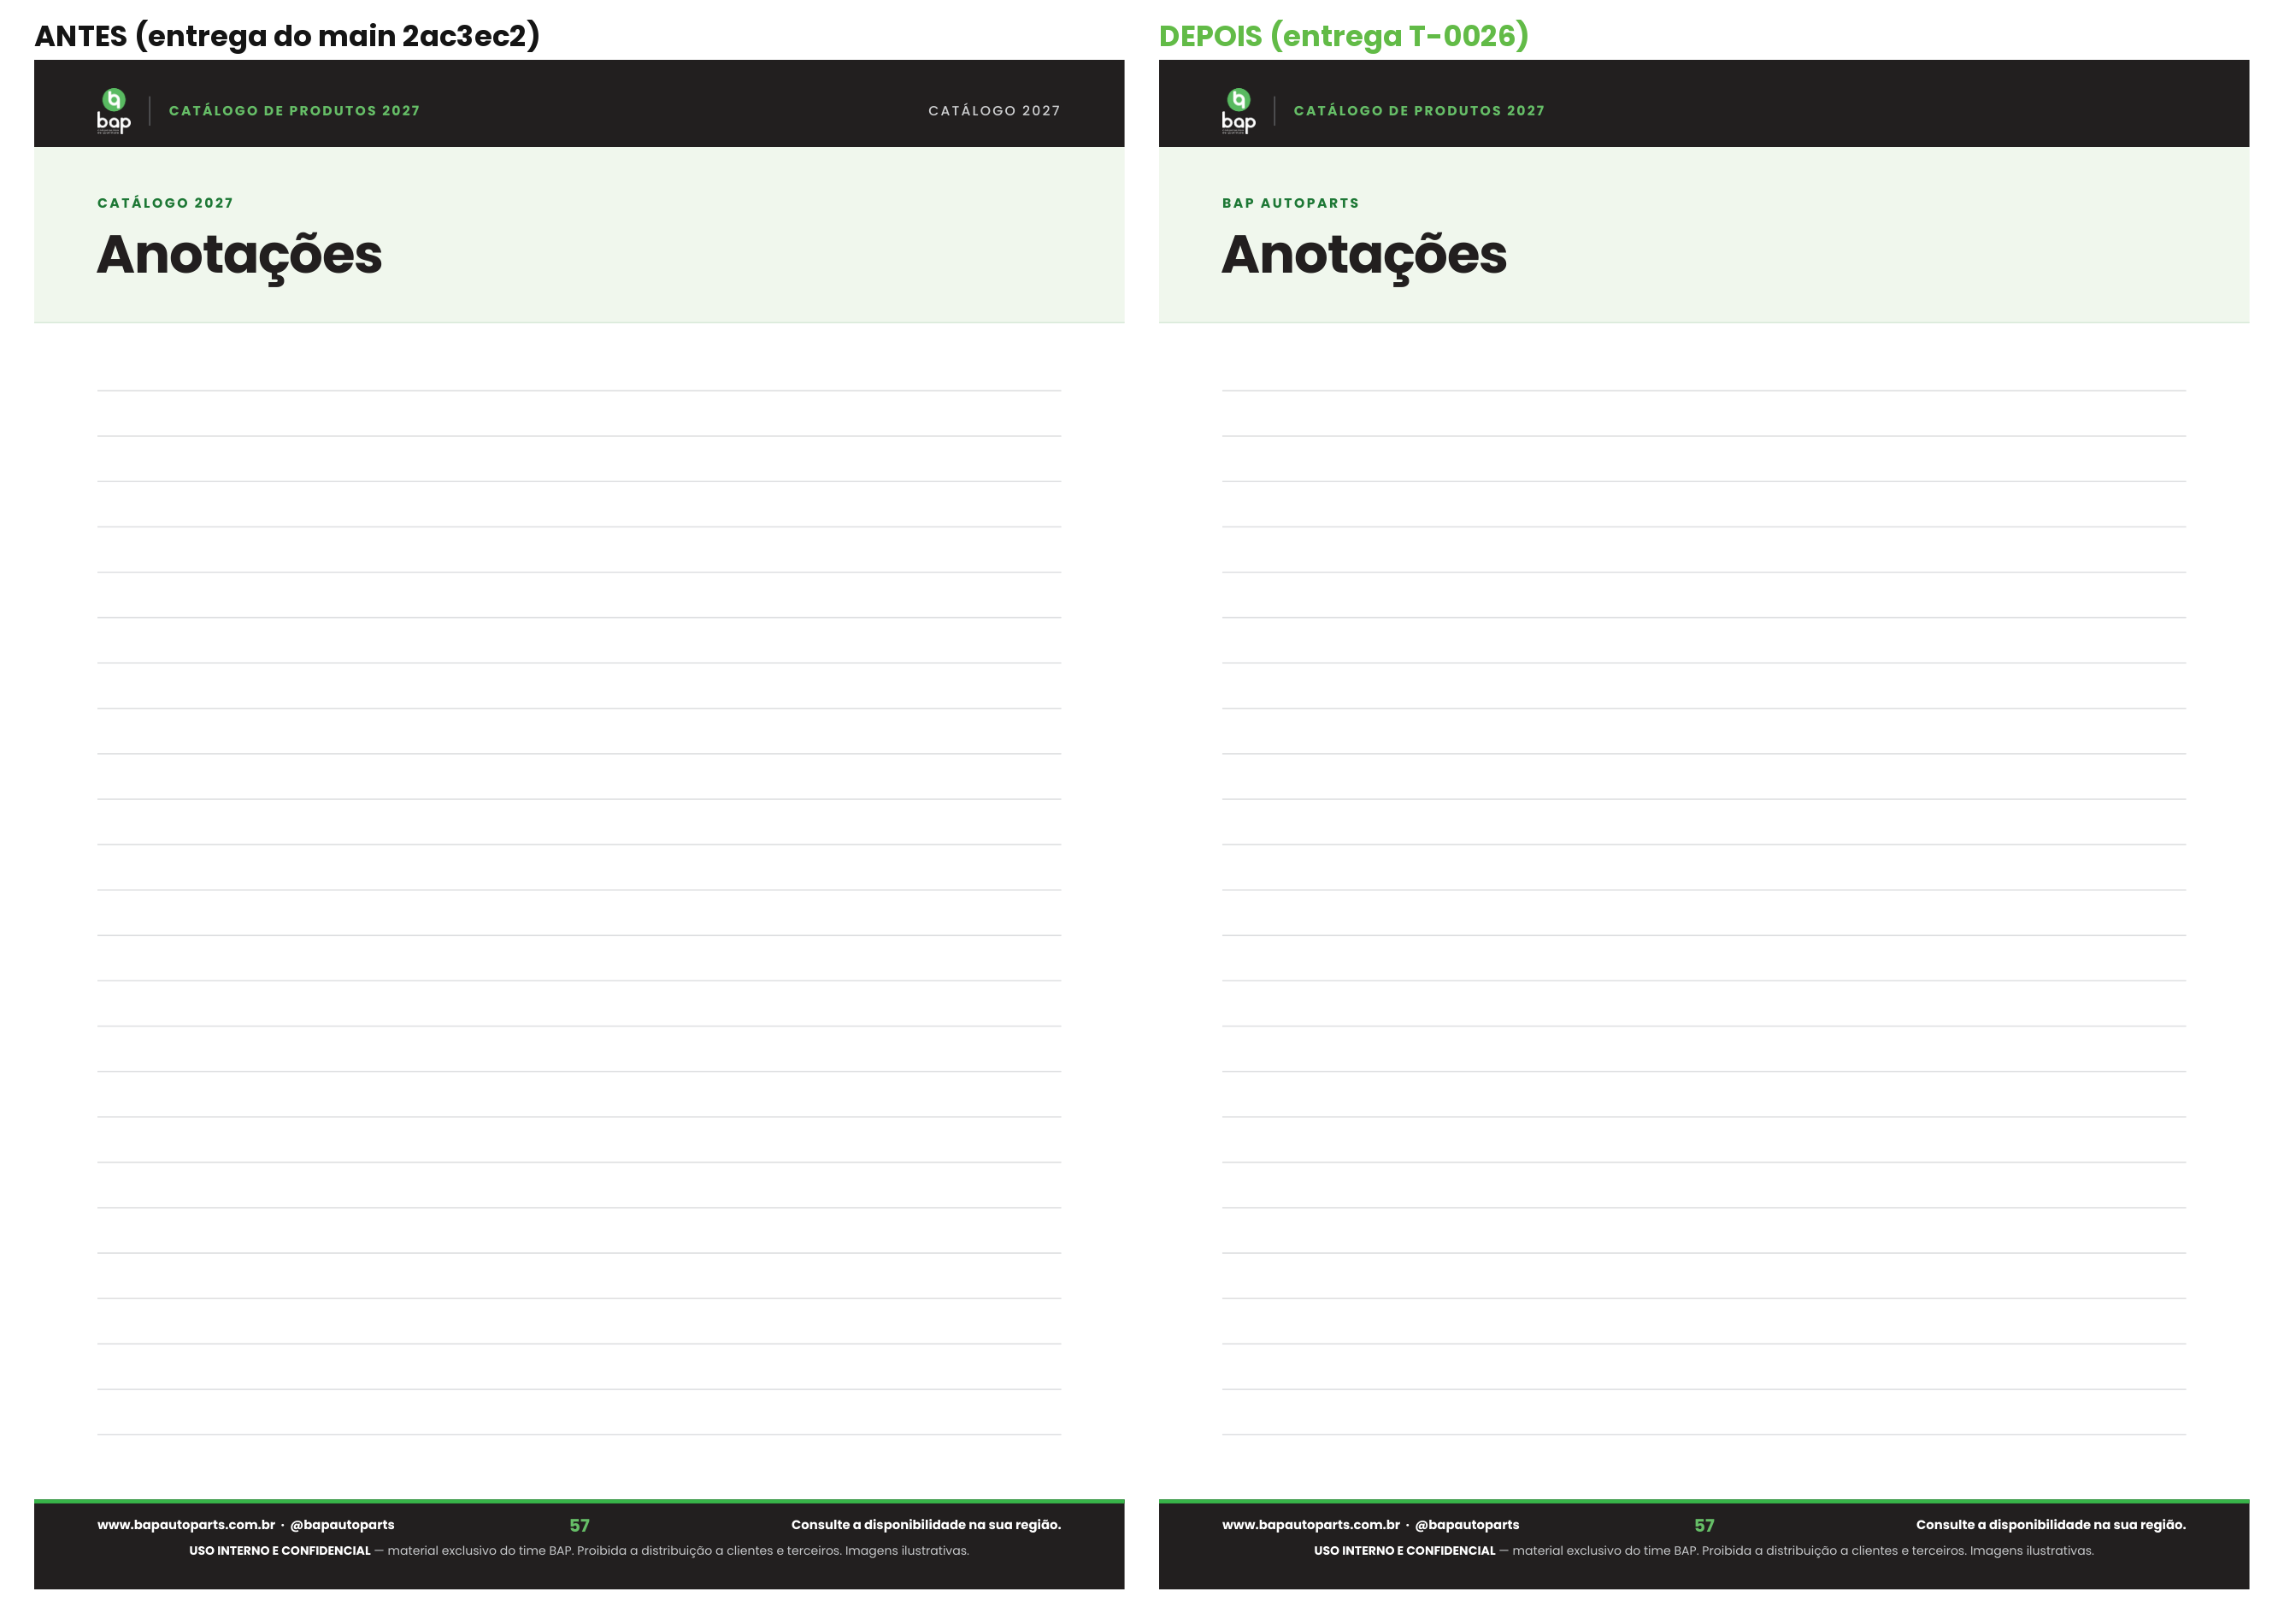 ANTES (entrega do main 2ac3ec2)
bap
CATÁLOGO DE PRODUTOS 2027
CATÁLOGO 2027
CATÁLOGO 2027
Anotações
www.bapautoparts.com.br · @bapautoparts
57
Consulte a disponibilidade na sua região.
USO INTERNO E CONFIDENCIAL — material exclusivo do time BAP. Proibida a distribuição a clientes e terceiros. Imagens ilustrativas.
DEPOIS (entrega T-0026)
bap
CATÁLOGO DE PRODUTOS 2027
BAP AUTOPARTS
Anotações
www.bapautoparts.com.br · @bapautoparts
57
Consulte a disponibilidade na sua região.
USO INTERNO E CONFIDENCIAL — material exclusivo do time BAP. Proibida a distribuição a clientes e terceiros. Imagens ilustrativas.